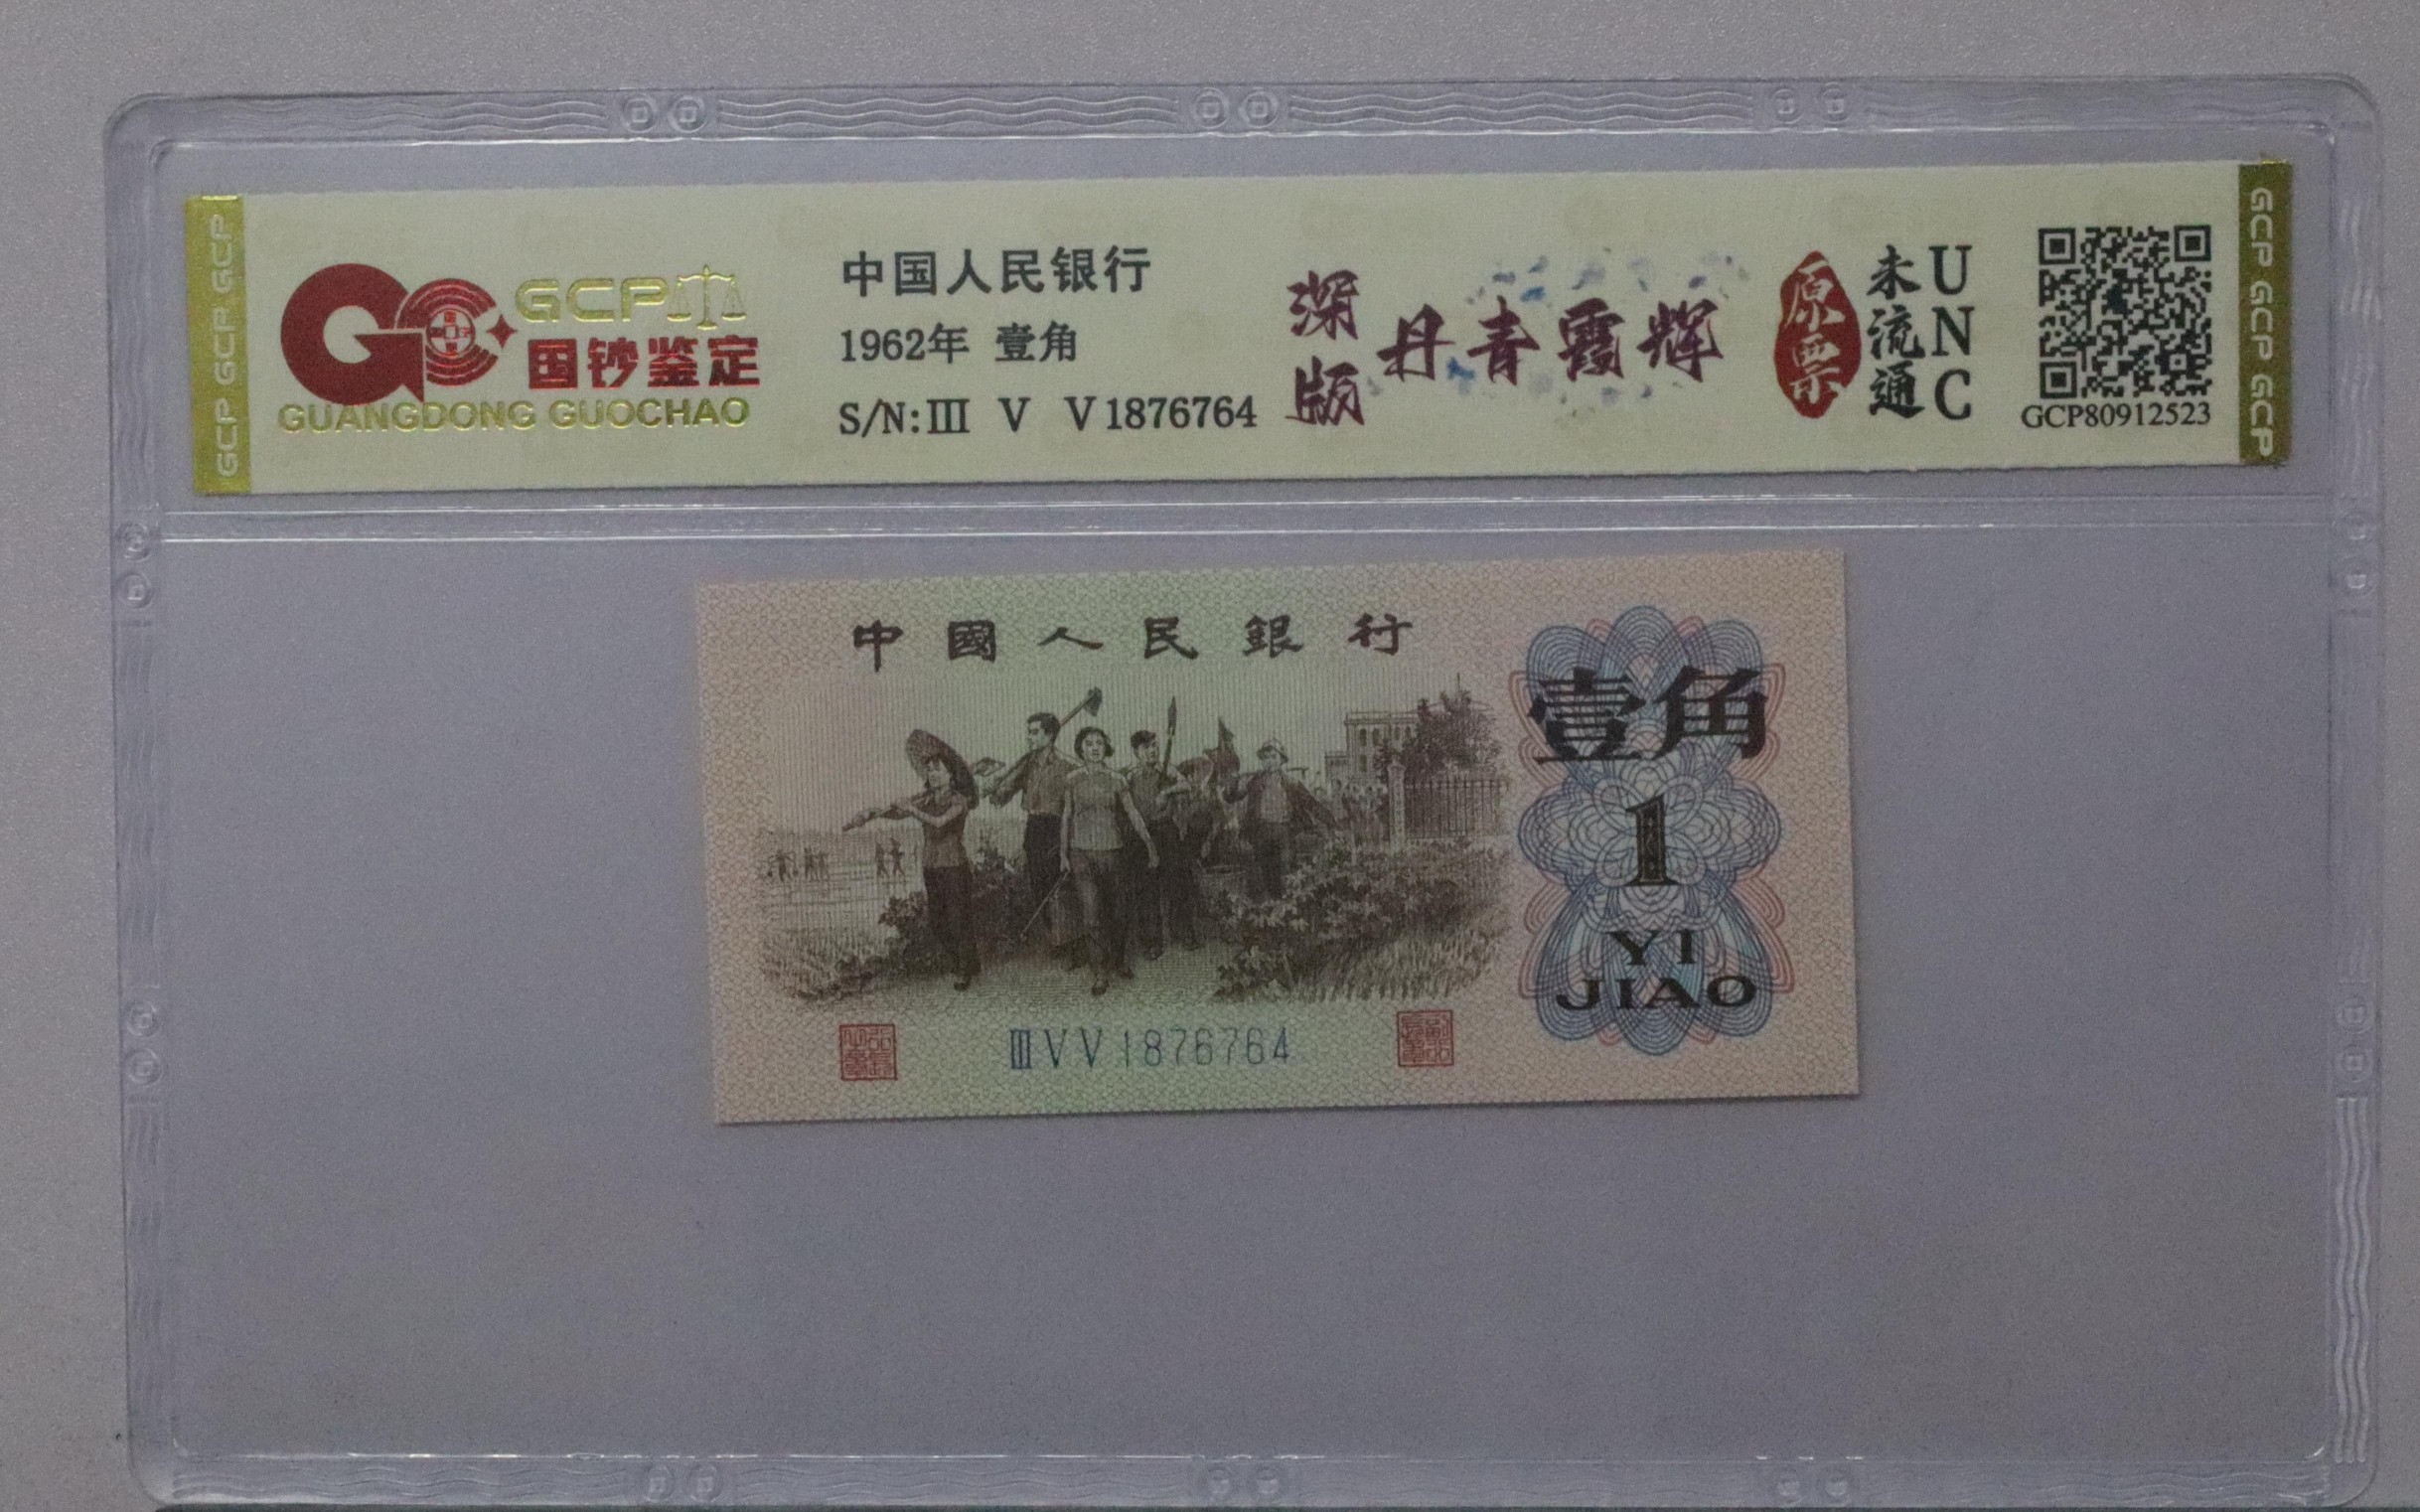 GCP GCP GCP
GCP
国钞鉴定
GUANGDONG GUOCHAO
中国人民银行
1962年 壹角
S/N:Ⅲ V V 1876764
深版
丹青霞辉
原票
未流通
UNC
GCP80912523
GCP GCP GCP
中國人民銀行
壹角
1
YI
JIAO
ⅢVV1876764